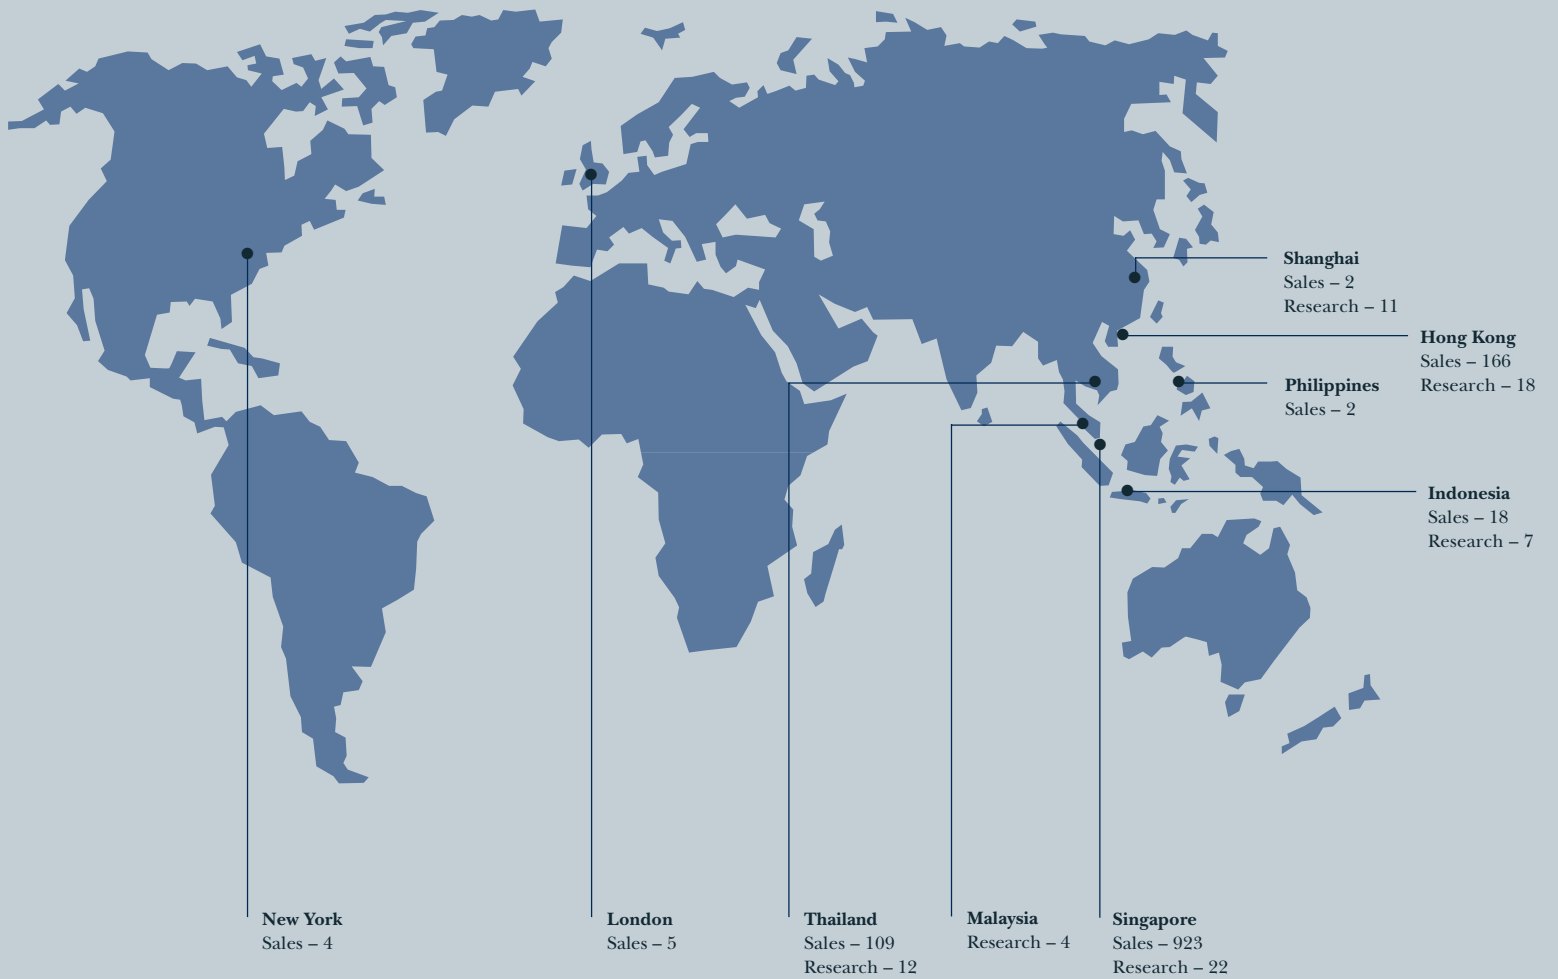 Shanghai
Sales – 2
Research – 11
Hong Kong
Sales – 166
Research – 18
Philippines
Sales – 2
Indonesia
Sales – 18
Research – 7
New York
Sales – 4
London
Sales – 5
Thailand
Sales – 109
Research – 12
Malaysia
Research – 4
Singapore
Sales – 923
Research – 22